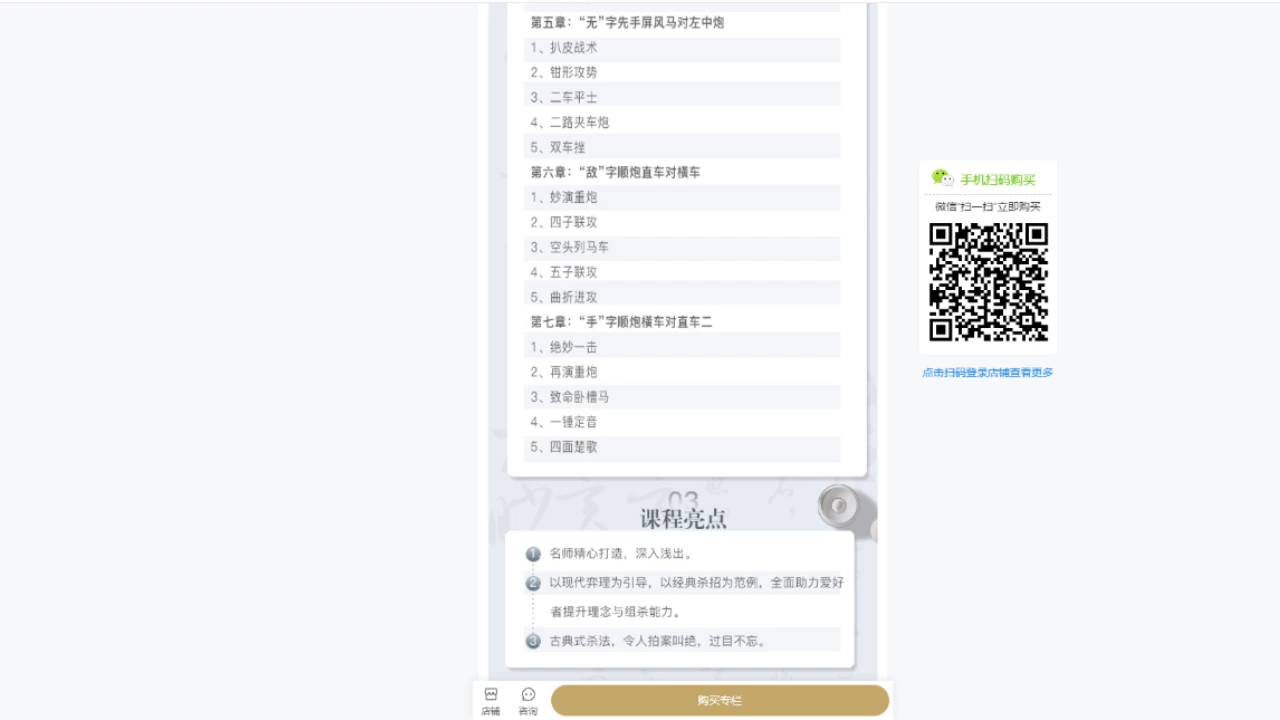 第五章：“无”字先手屏风马对左中炮
1、扒皮战术
2、钳形攻势
3、二车平士
4、二路夹车炮
5、双车挫
第六章：“敌”字顺炮直车对横车
1、妙演重炮
2、四子联攻
3、空头列马车
4、五子联攻
5、曲折进攻
第七章：“手”字顺炮横车对直车二
1、绝妙一击
2、再演重炮
3、致命卧槽马
4、一锤定音
5、四面楚歌
03
课程亮点
1 名师精心打造，深入浅出。
2 以现代弈理为引导，以经典杀招为范例，全面助力爱好
者提升理念与组杀能力。
3 古典式杀法，令人拍案叫绝，过目不忘。
店铺
咨询
购买专栏
手机扫码购买
微信“扫一扫”立即购买
点击扫码登录店铺查看更多